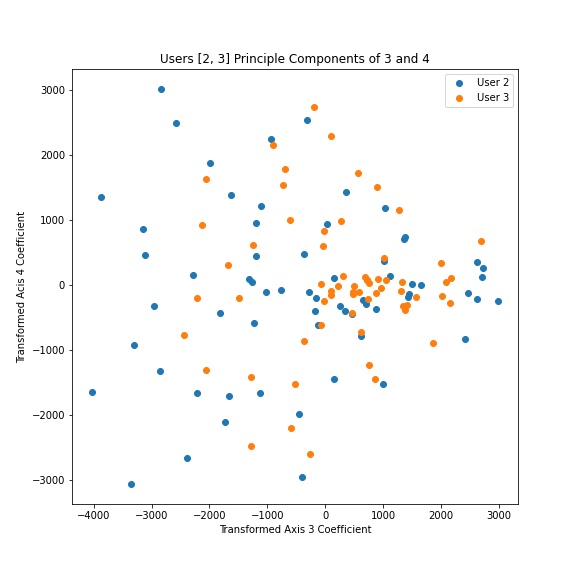 Users [2, 3] Principle Components of 3 and 4
User 2
User 3
Transformed Acis 4 Coefficient
3000
2000
1000
0
−1000
−2000
−3000
−4000 −3000 −2000 −1000 0 1000 2000 3000
Transformed Axis 3 Coefficient